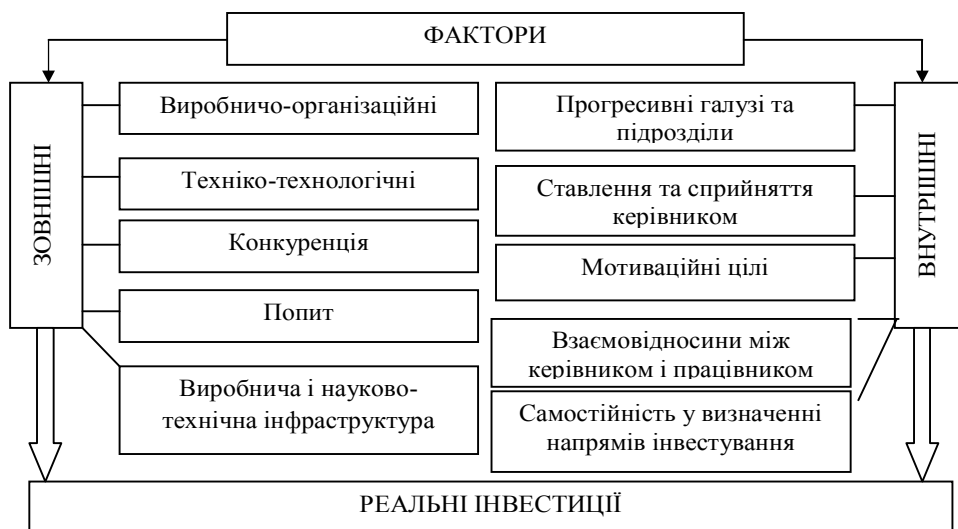 ФАКТОРИ
ЗОВНІШНІ
Виробничо-організаційні
Техніко-технологічні
Конкуренція
Попит
Виробнича і науково-
технічна інфраструктура
Прогресивні галузі та
підрозділи
Ставлення та сприйняття
керівником
Мотиваційні цілі
Взаємовідносини між
керівником і працівником
Самостійність у визначенні
напрямів інвестування
ВНУТРІШНІ
РЕАЛЬНІ ІНВЕСТИЦІЇ